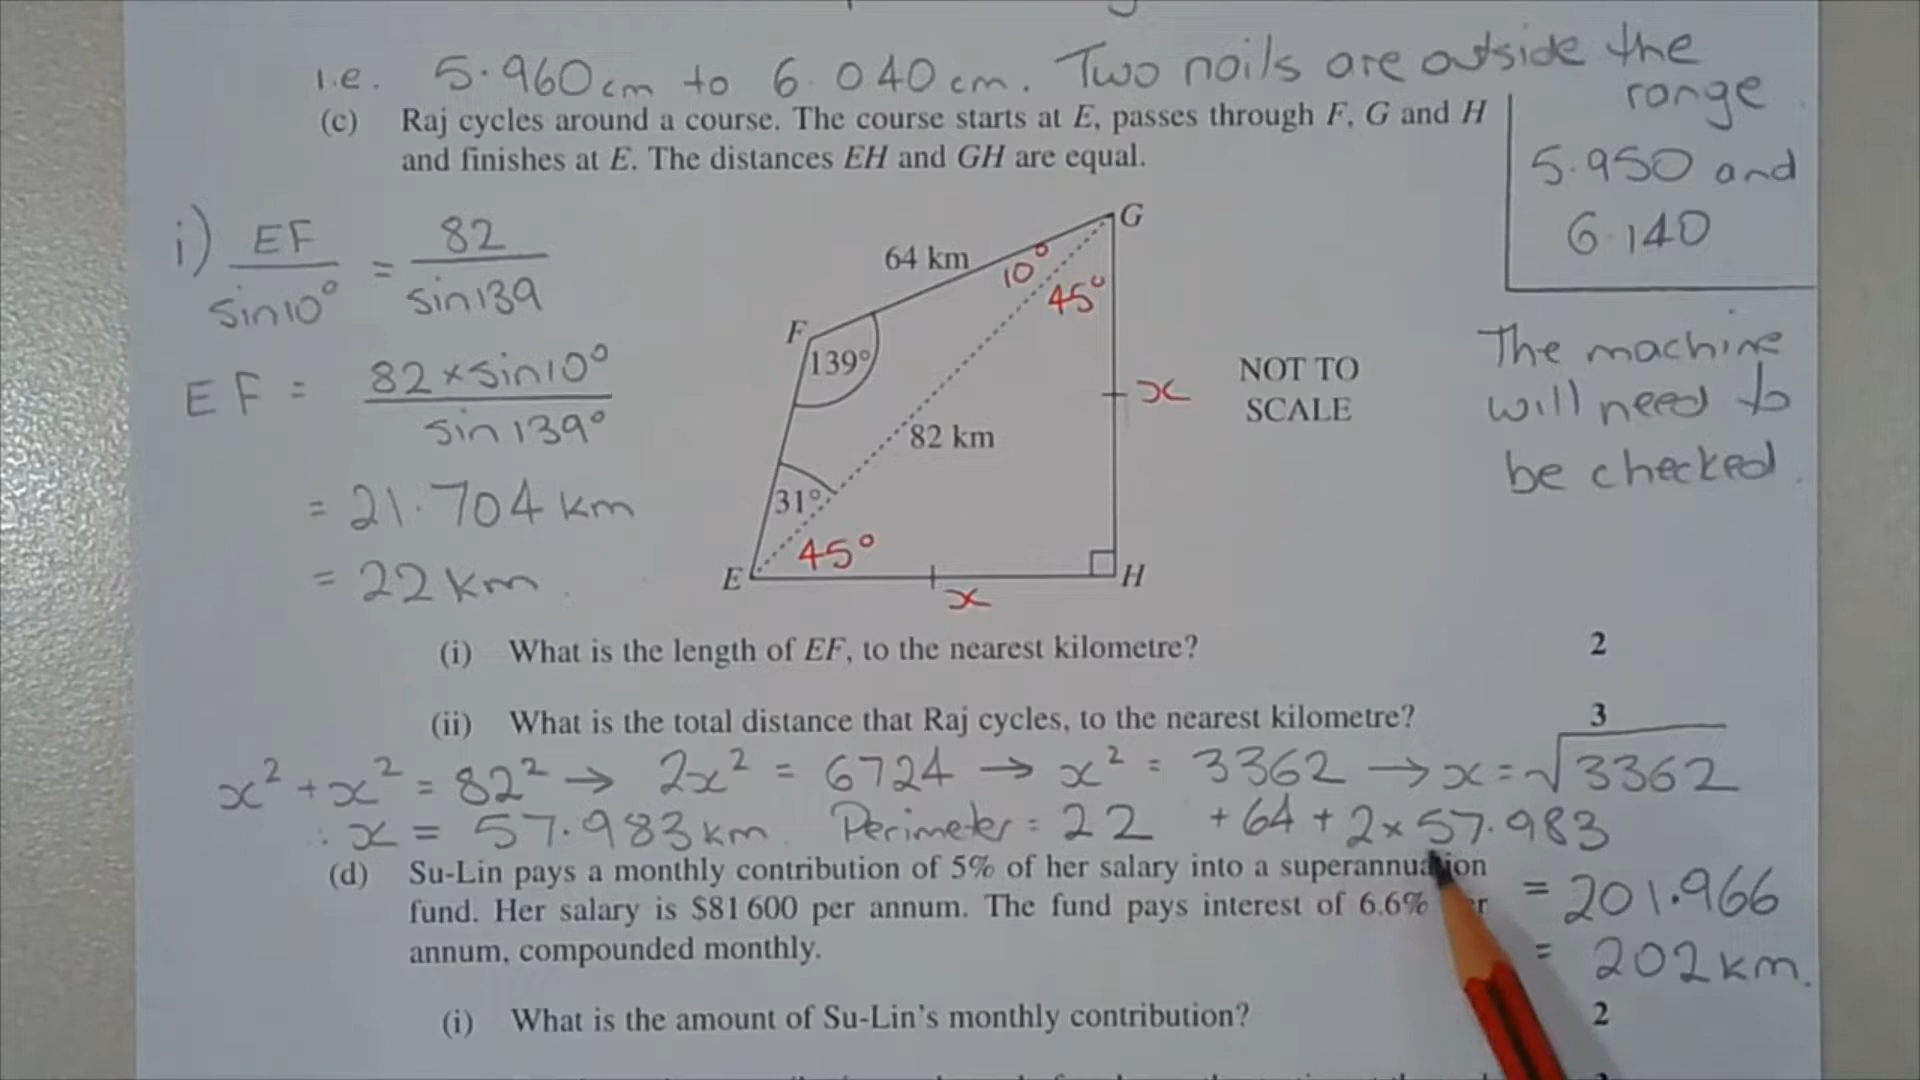 i.e. 5.960cm to 6.040cm. Two nails are outside the
range
5.950 and
6.140
The machine
will need to
be checked.
(c) Raj cycles around a course. The course starts at E, passes through F, G and H
and finishes at E. The distances EH and GH are equal.
i) EF / sin10° = 82 / sin139
EF = 82 × sin10° / sin139°
= 21.704 km
= 22 km.
G
64 km
10°
45°
F
139°
x
NOT TO
SCALE
82 km
31°
45°
E
H
x
(i) What is the length of EF, to the nearest kilometre? 2
(ii) What is the total distance that Raj cycles, to the nearest kilometre? 3
x² + x² = 82² → 2x² = 6724 → x² = 3362 → x = √3362
∴ x = 57.983 km Perimeter = 22 + 64 + 2 × 57.983
= 201.966
= 202 km.
(d) Su-Lin pays a monthly contribution of 5% of her salary into a superannuation
fund. Her salary is $81 600 per annum. The fund pays interest of 6.6%
annum, compounded monthly.
(i) What is the amount of Su-Lin's monthly contribution? 2